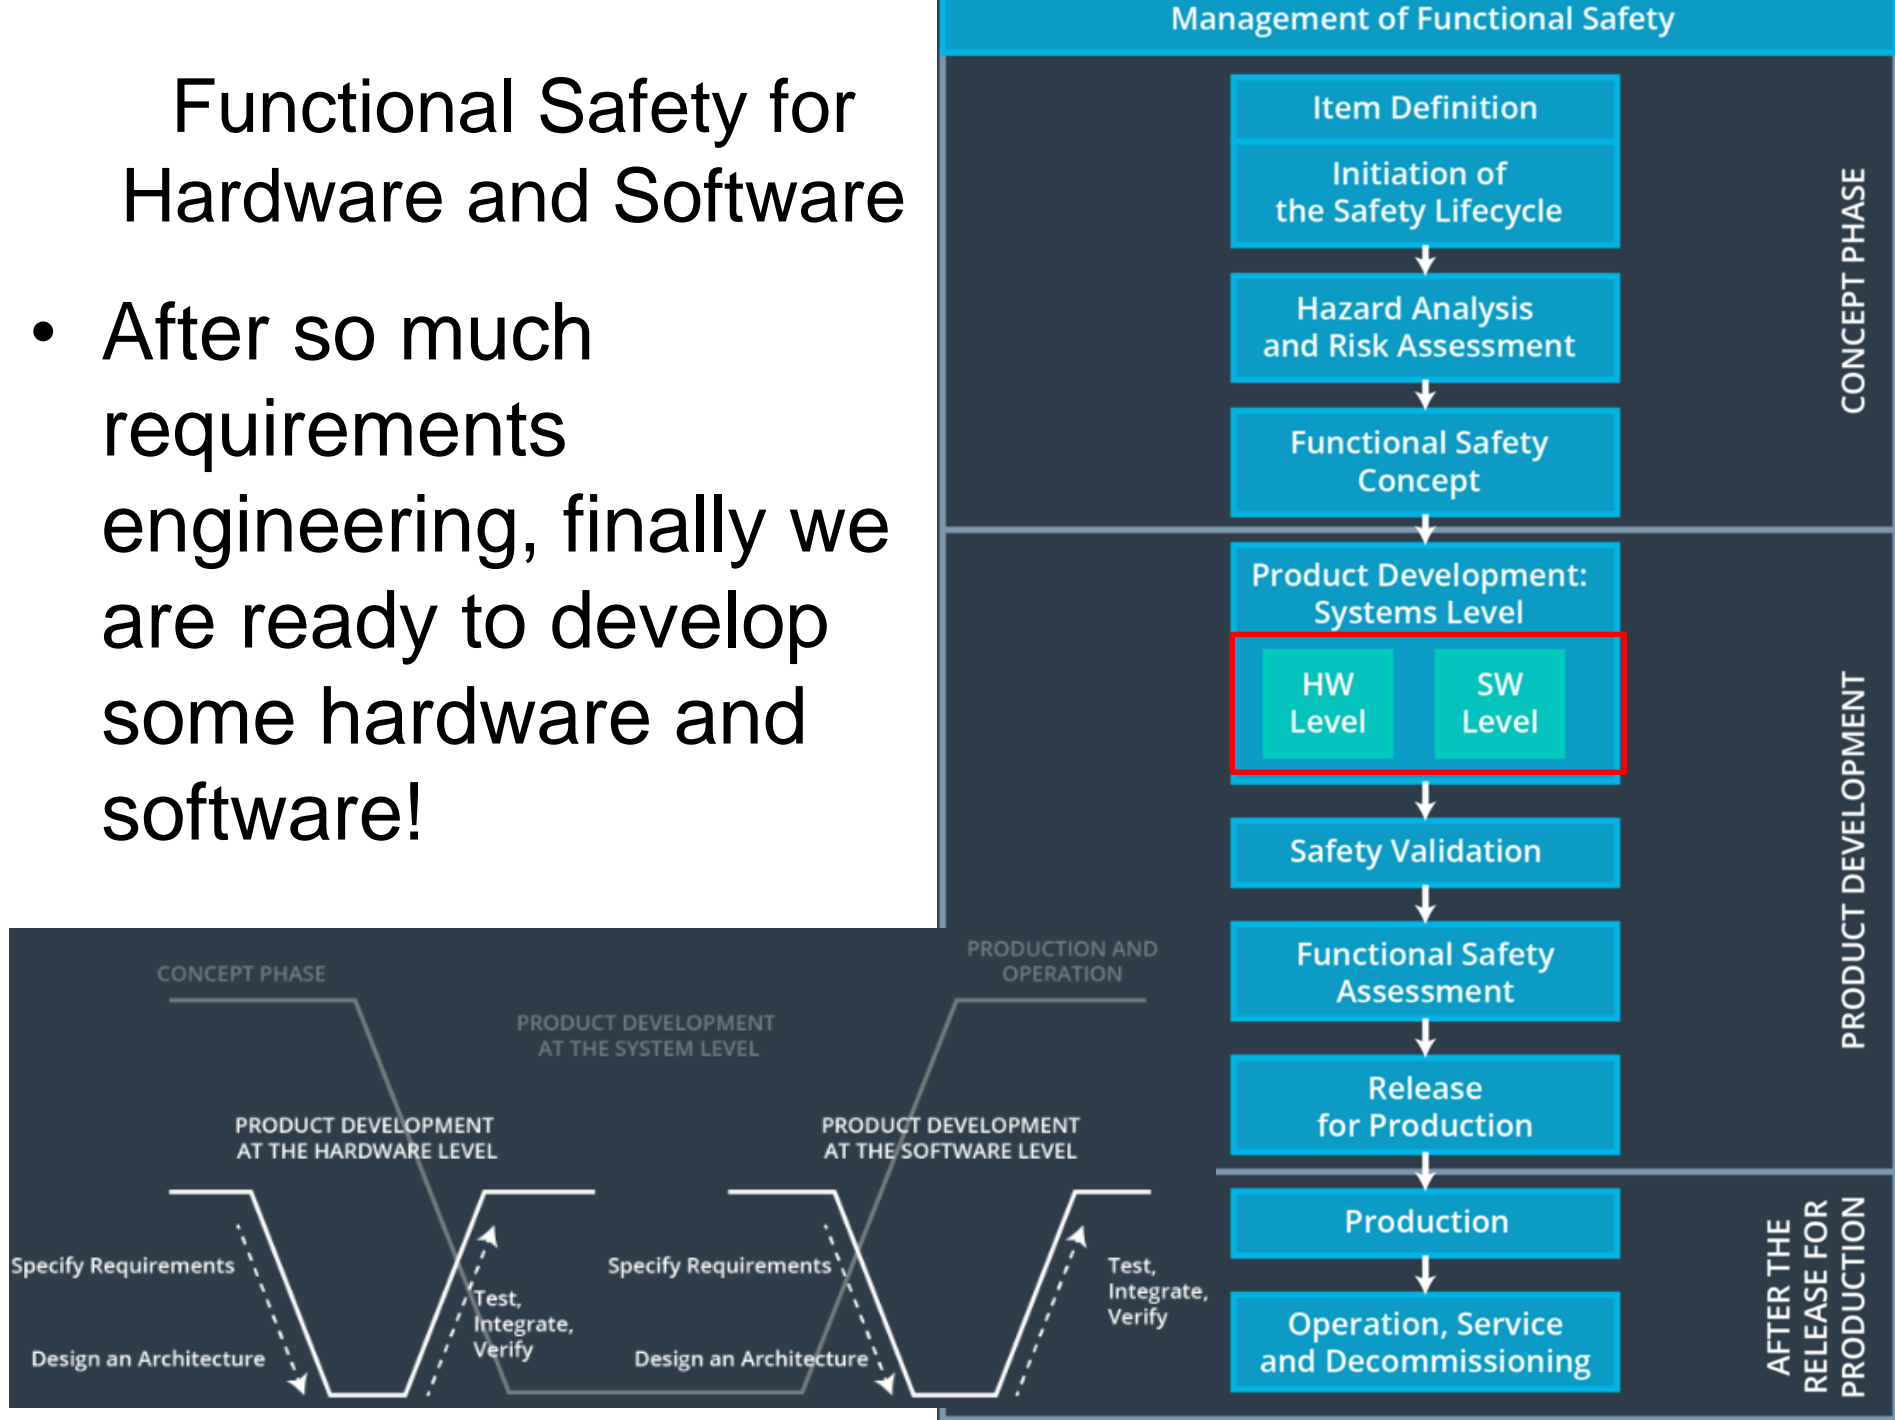 Functional Safety for
Hardware and Software
• After so much
requirements
engineering, finally we
are ready to develop
some hardware and
software!
Management of Functional Safety
Item Definition
Initiation of
the Safety Lifecycle
Hazard Analysis
and Risk Assessment
Functional Safety
Concept
CONCEPT PHASE
Product Development:
Systems Level
HW
Level
SW
Level
Safety Validation
Functional Safety
Assessment
Release
for Production
PRODUCT DEVELOPMENT
Production
Operation, Service
and Decommissioning
AFTER THE
RELEASE FOR
PRODUCTION
CONCEPT PHASE
PRODUCT DEVELOPMENT
AT THE SYSTEM LEVEL
PRODUCTION AND
OPERATION
PRODUCT DEVELOPMENT
AT THE HARDWARE LEVEL
Specify Requirements
Design an Architecture
Test,
Integrate,
Verify
PRODUCT DEVELOPMENT
AT THE SOFTWARE LEVEL
Specify Requirements
Design an Architecture
Test,
Integrate,
Verify